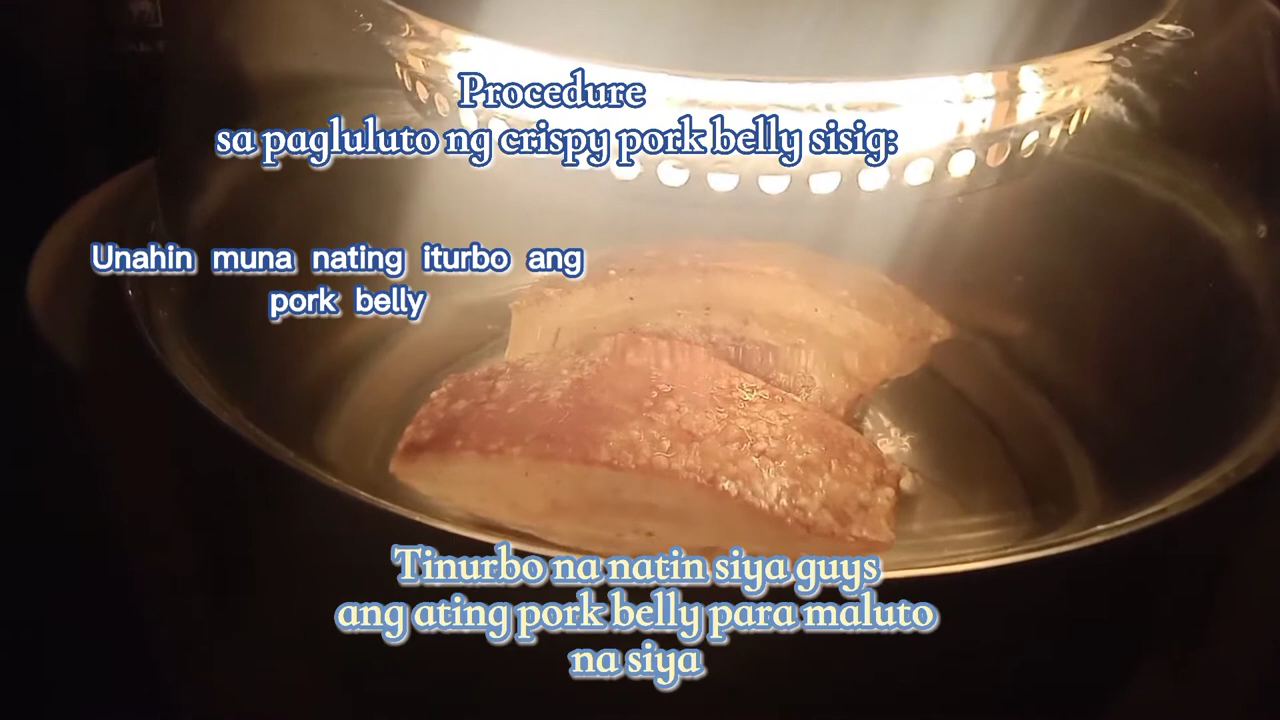 Procedure
sa pagluluto ng crispy pork belly sisig:
Unahin muna nating iturbo ang
pork belly
Tinurbo na natin siya guys
ang ating pork belly para maluto
na siya